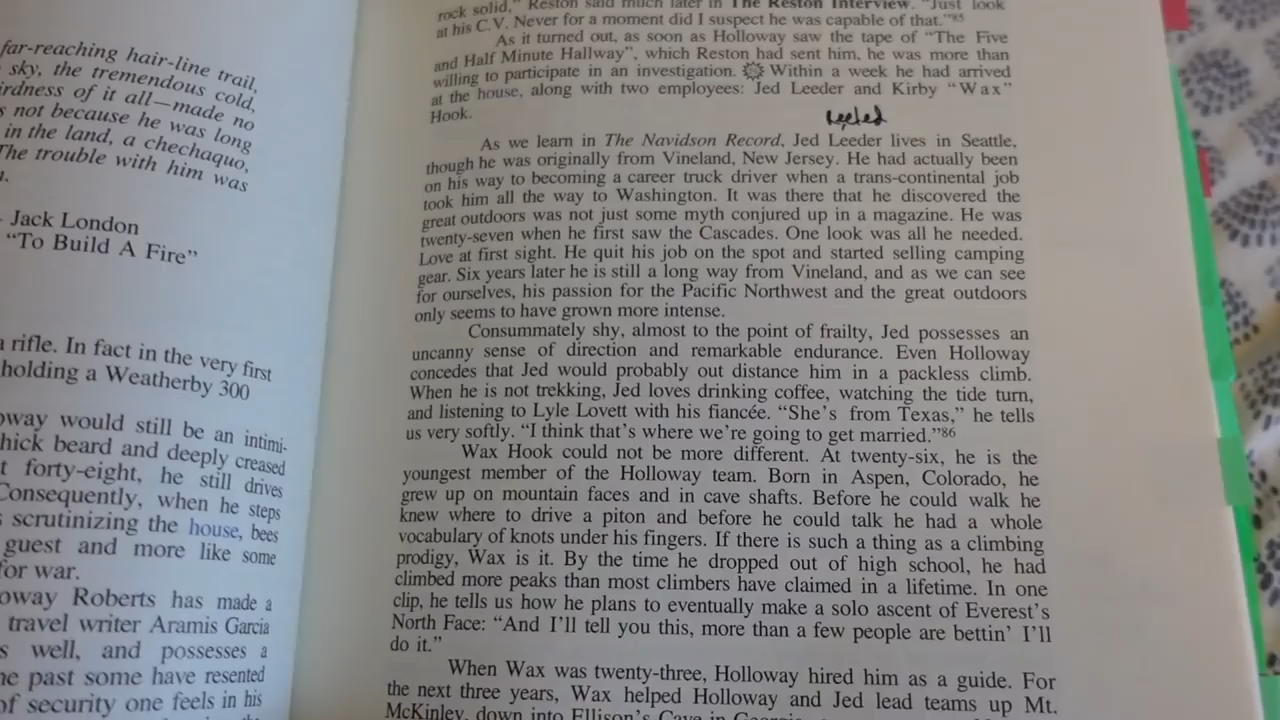 far-reaching hair-line trail,
sky, the tremendous cold,
of it all—made no
not because he was long
in the land, a chechaquo,
The trouble with him was
Jack London
“To Build A Fire”
a rifle. In fact in the very first
holding a Weatherby 300
would still be an intimi-
thick beard and deeply creased
forty-eight, he still drives
Consequently, when he steps
scrutinizing the house, bees
guest and more like some
for war.
Roberts has made a
travel writer Aramis Garcia
well, and possesses a
past some have resented
of security one feels in his
rock solid,” Reston said much later in The Reston Interview. “Just look
at his C.V. Never for a moment did I suspect he was capable of that.”85
As it turned out, as soon as Holloway saw the tape of “The Five
and Half Minute Hallway”, which Reston had sent him, he was more than
willing to participate in an investigation. Within a week he had arrived
at the house, along with two employees: Jed Leeder and Kirby “Wax”
Hook.
As we learn in The Navidson Record, Jed Leeder lives in Seattle,
though he was originally from Vineland, New Jersey. He had actually been
on his way to becoming a career truck driver when a trans-continental job
took him all the way to Washington. It was there that he discovered the
great outdoors was not just some myth conjured up in a magazine. He was
twenty-seven when he first saw the Cascades. One look was all he needed.
Love at first sight. He quit his job on the spot and started selling camping
gear. Six years later he is still a long way from Vineland, and as we can see
for ourselves, his passion for the Pacific Northwest and the great outdoors
only seems to have grown more intense.
Consummately shy, almost to the point of frailty, Jed possesses an
uncanny sense of direction and remarkable endurance. Even Holloway
concedes that Jed would probably out distance him in a packless climb.
When he is not trekking, Jed loves drinking coffee, watching the tide turn,
and listening to Lyle Lovett with his fiancée. “She’s from Texas,” he tells
us very softly. “I think that’s where we’re going to get married.”86
Wax Hook could not be more different. At twenty-six, he is the
youngest member of the Holloway team. Born in Aspen, Colorado, he
grew up on mountain faces and in cave shafts. Before he could walk he
knew where to drive a piton and before he could talk he had a whole
vocabulary of knots under his fingers. If there is such a thing as a climbing
prodigy, Wax is it. By the time he dropped out of high school, he had
climbed more peaks than most climbers have claimed in a lifetime. In one
clip, he tells us how he plans to eventually make a solo ascent of Everest’s
North Face: “And I’ll tell you this, more than a few people are bettin’ I’ll
do it.”
When Wax was twenty-three, Holloway hired him as a guide. For
the next three years, Wax helped Holloway and Jed lead teams up Mt.
McKinley, down into Ellison’s Cave in Georgia,